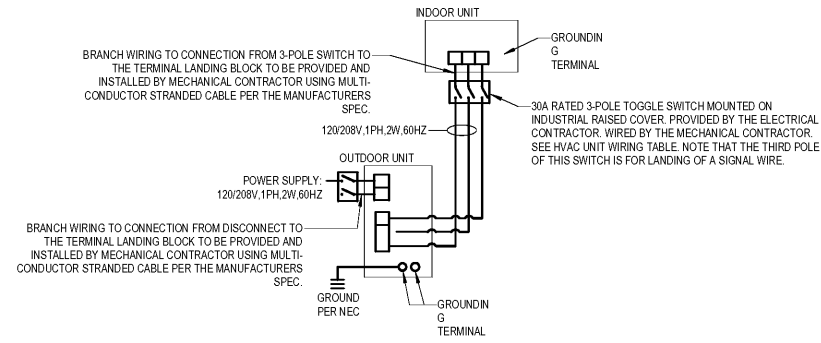 INDOOR UNIT
GROUNDIN
G
TERMINAL
BRANCH WIRING TO CONNECTION FROM 3-POLE SWITCH TO
THE TERMINAL LANDING BLOCK TO BE PROVIDED AND
INSTALLED BY MECHANICAL CONTRACTOR USING MULTI-
CONDUCTOR STRANDED CABLE PER THE MANUFACTURERS
SPEC.
30A RATED 3-POLE TOGGLE SWITCH MOUNTED ON
INDUSTRIAL RAISED COVER. PROVIDED BY THE ELECTRICAL
CONTRACTOR. WIRED BY THE MECHANICAL CONTRACTOR.
SEE HVAC UNIT WIRING TABLE. NOTE THAT THE THIRD POLE
OF THIS SWITCH IS FOR LANDING OF A SIGNAL WIRE.
120/208V,1PH,2W,60HZ
OUTDOOR UNIT
POWER SUPPLY:
120/208V,1PH,2W,60HZ
BRANCH WIRING TO CONNECTION FROM DISCONNECT TO
THE TERMINAL LANDING BLOCK TO BE PROVIDED AND
INSTALLED BY MECHANICAL CONTRACTOR USING MULTI-
CONDUCTOR STRANDED CABLE PER THE MANUFACTURERS
SPEC.
GROUND
PER NEC
GROUNDIN
G
TERMINAL